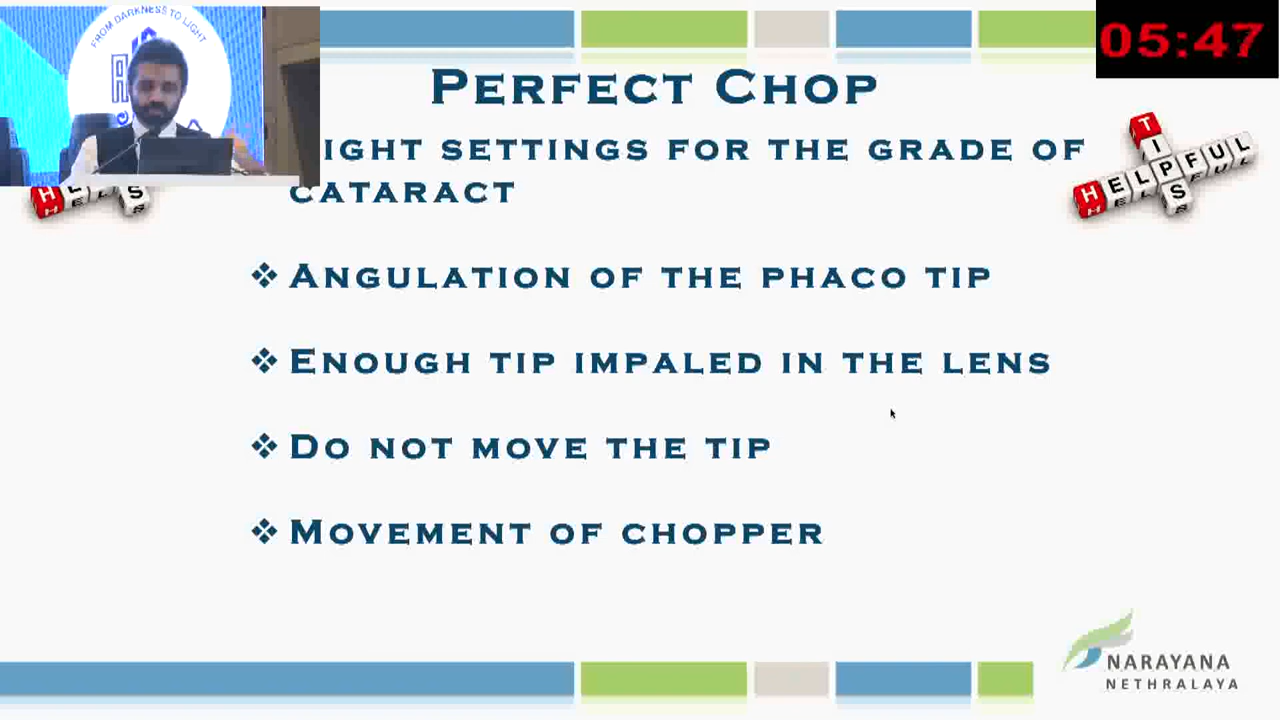 FROM DARKNESS TO LIGHT
05:47
PERFECT CHOP
IGHT SETTINGS FOR THE GRADE OF
CATARACT
❖ ANGULATION OF THE PHACO TIP
❖ ENOUGH TIP IMPALED IN THE LENS
❖ DO NOT MOVE THE TIP
❖ MOVEMENT OF CHOPPER
HELPFUL
TIPS
NARAYANA
NETHRALAYA